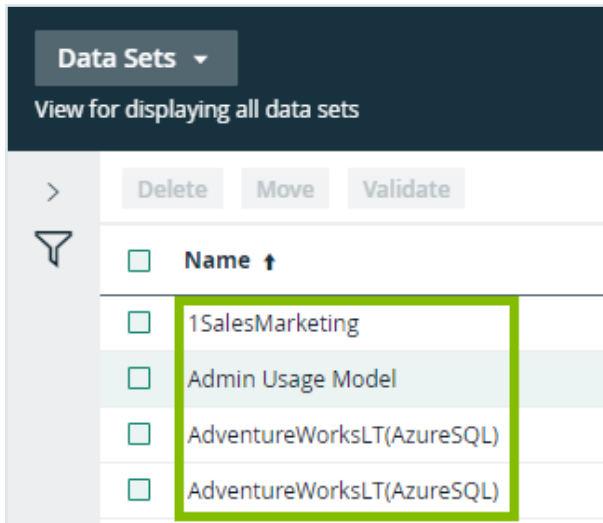 Data Sets
View for displaying all data sets
Delete Move Validate
Name
1SalesMarketing
Admin Usage Model
AdventureWorksLT(AzureSQL)
AdventureWorksLT(AzureSQL)